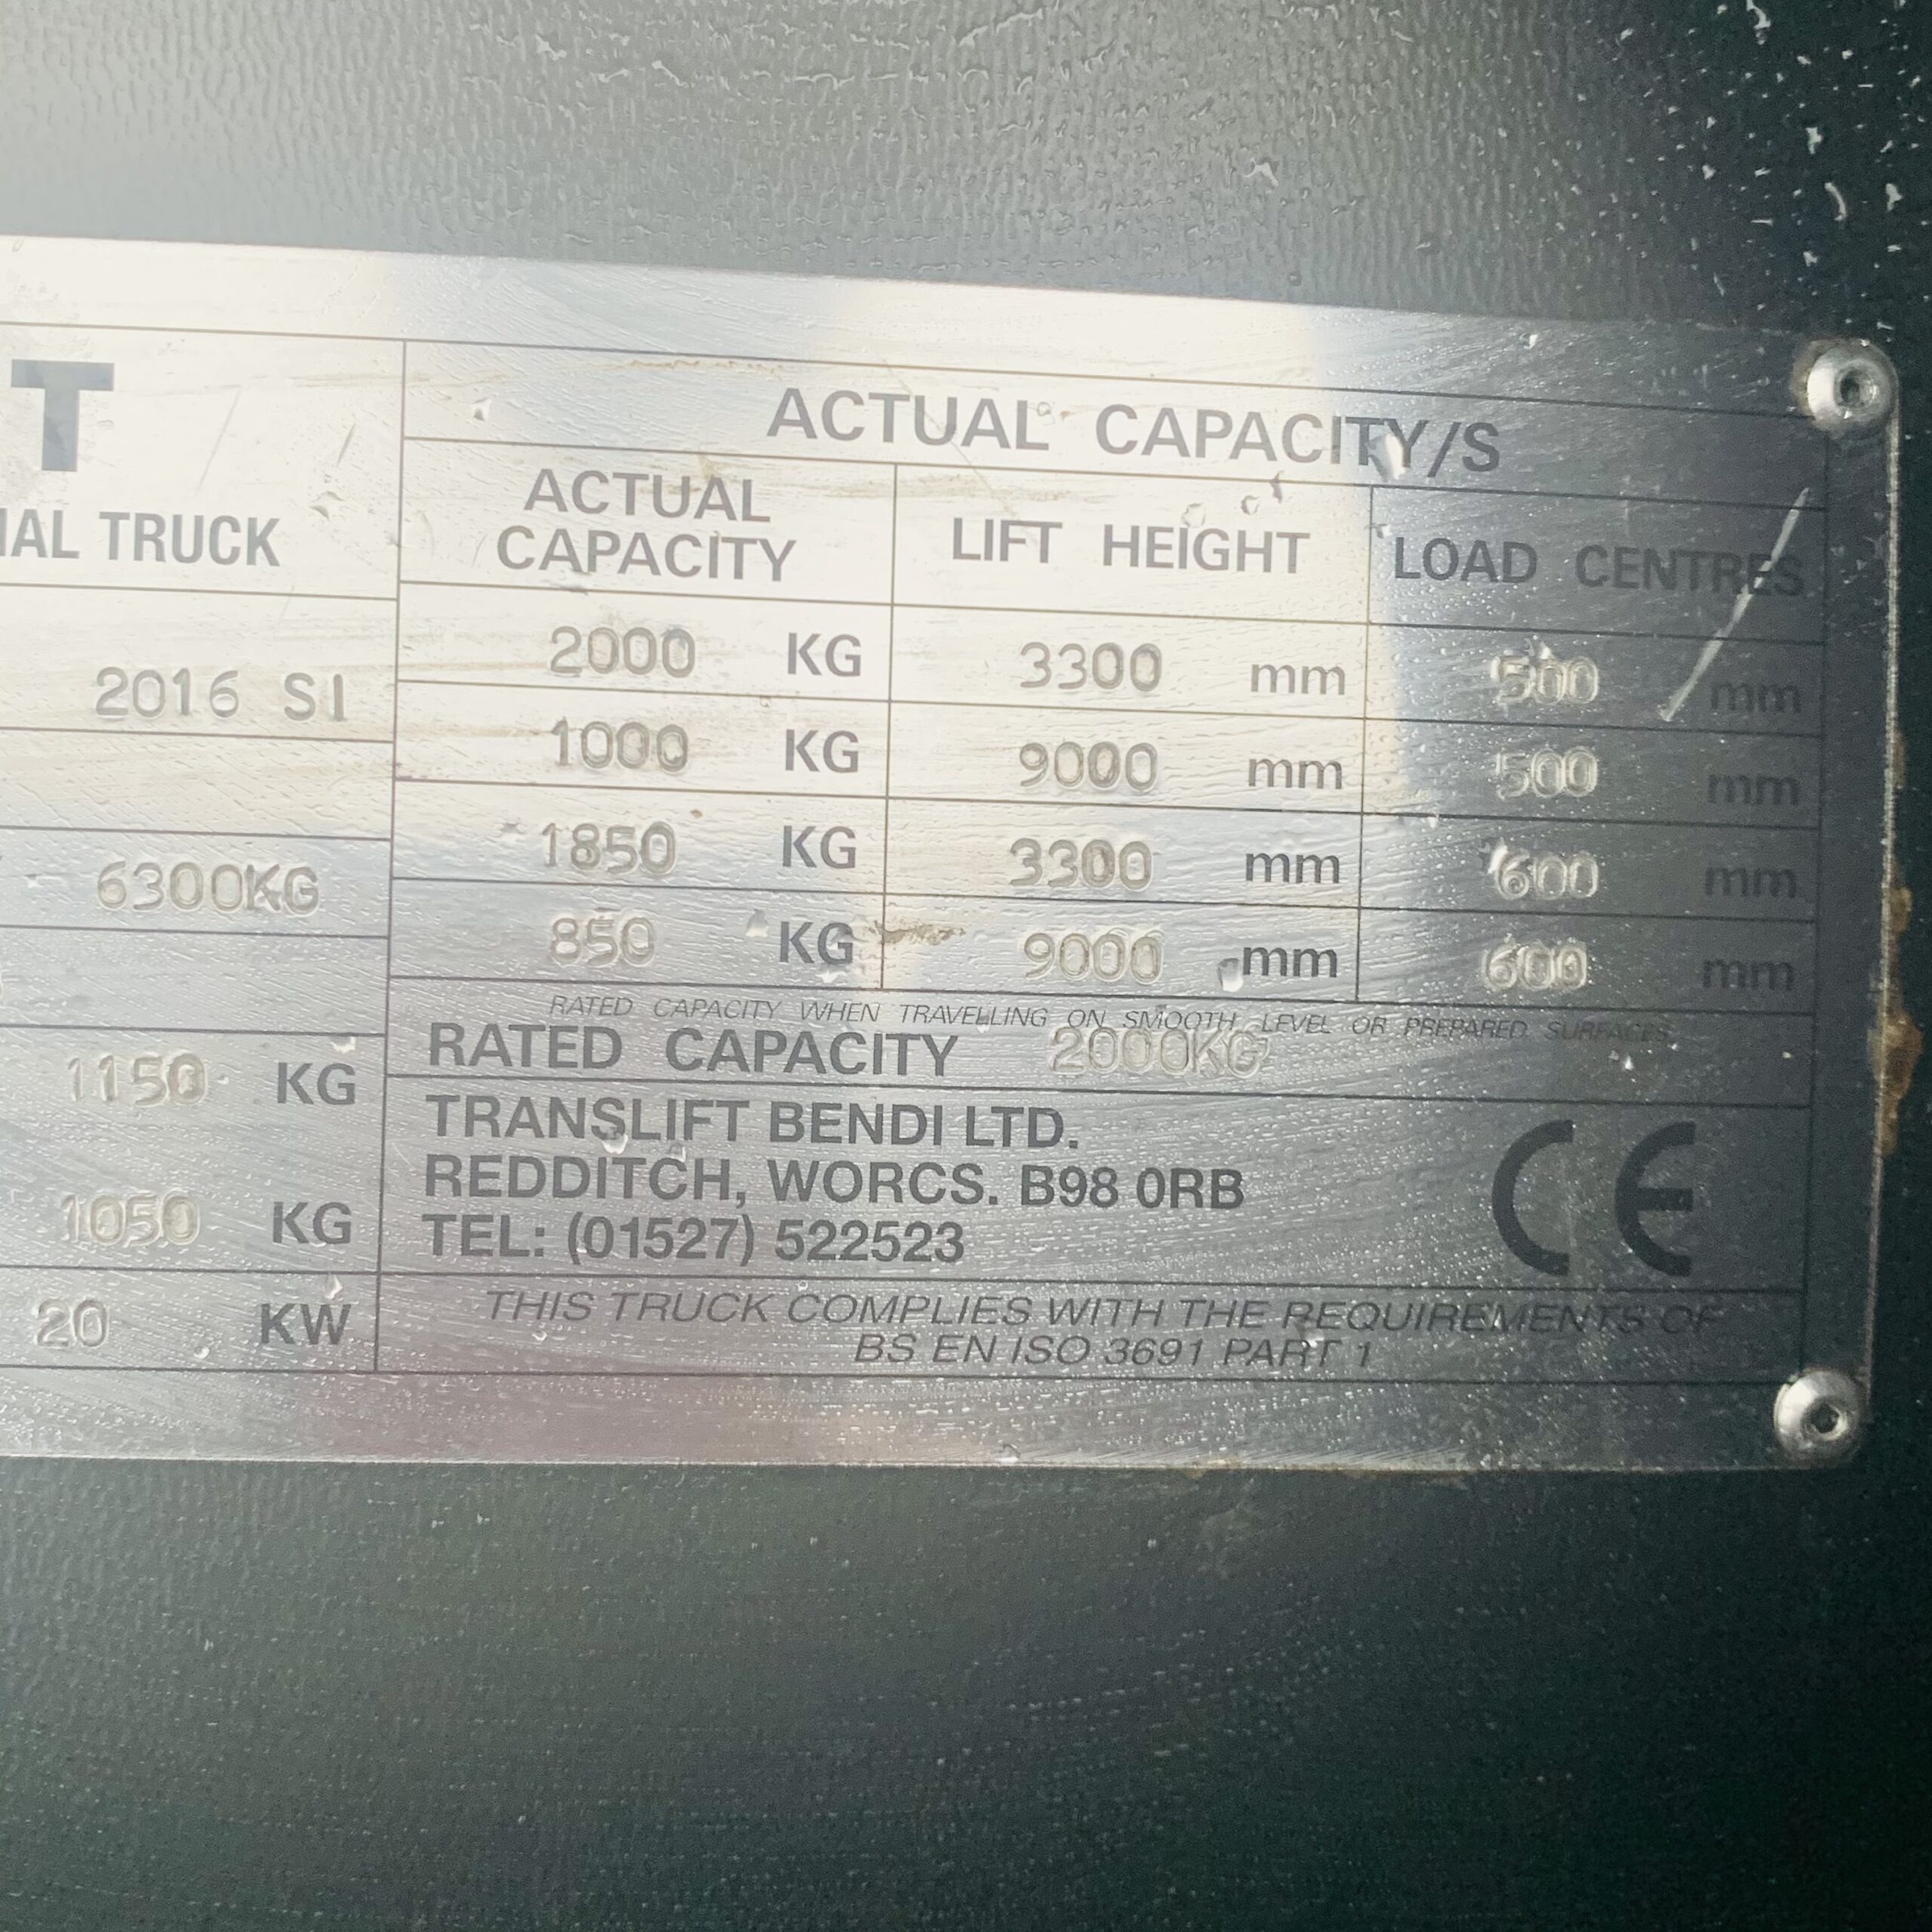 T
IAL TRUCK
2016 SI
6300KG
1150 KG
1050 KG
20 KW
ACTUAL CAPACITY/S
ACTUAL CAPACITY LIFT HEIGHT LOAD CENTRES
2000 KG 3300 mm 500 mm
1000 KG 9000 mm 500 mm
1850 KG 3300 mm 600 mm
850 KG 9000 mm 600 mm
RATED CAPACITY WHEN TRAVELLING ON SMOOTH LEVEL OR PREPARED SURFACES
RATED CAPACITY 2000KG
TRANSLIFT BENDI LTD.
REDDITCH, WORCS. B98 0RB
TEL: (01527) 522523
CE
THIS TRUCK COMPLIES WITH THE REQUIREMENTS OF
BS EN ISO 3691 PART 1